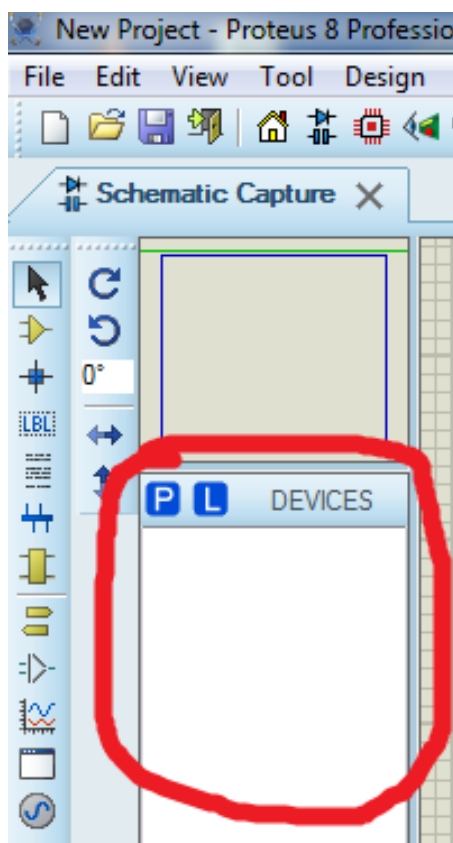 New Project - Proteus 8 Professio
File Edit View Tool Design
Schematic Capture
0°
LBL
P L DEVICES